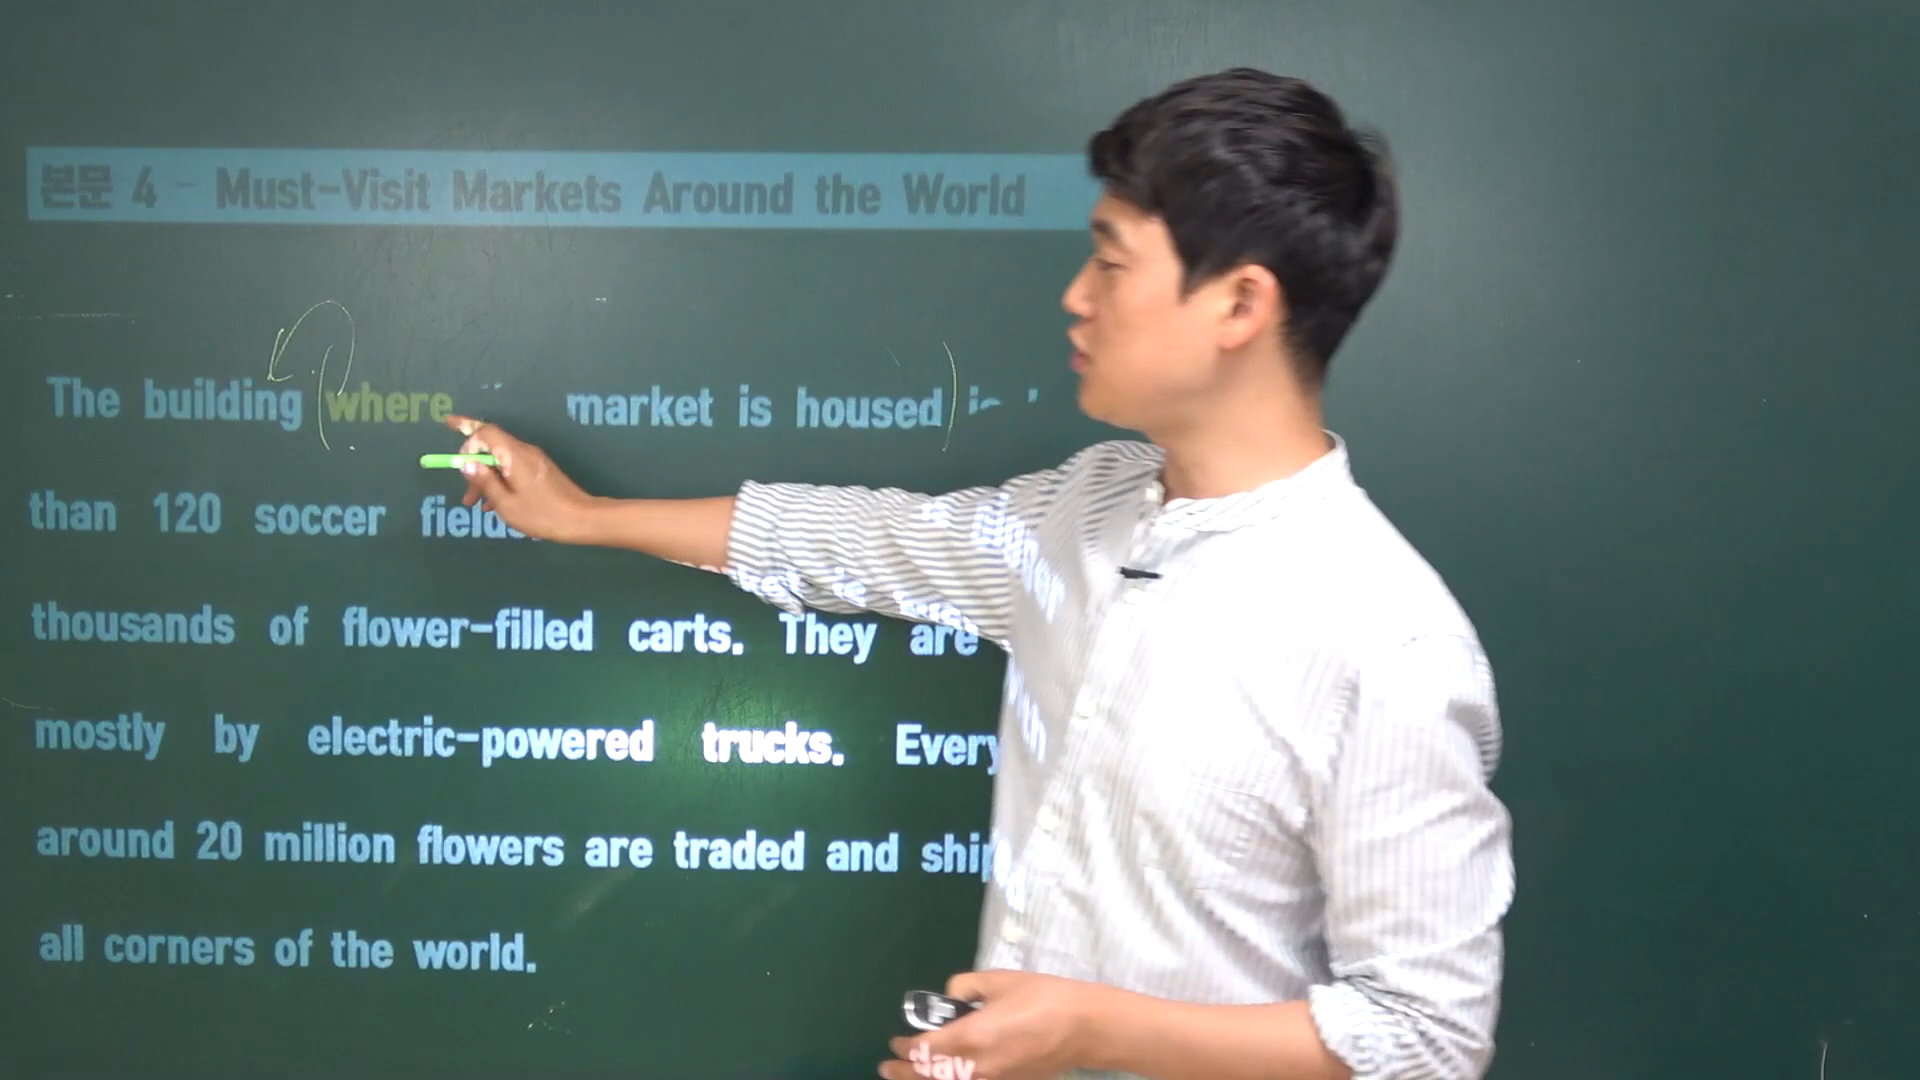 본문 4 - Must-Visit Markets Around the World
The building where market is housed
than 120 soccer
thousands of flower-filled carts. They are
mostly by electric-powered trucks. Every
around 20 million flowers are traded and
all corners of the world.
day